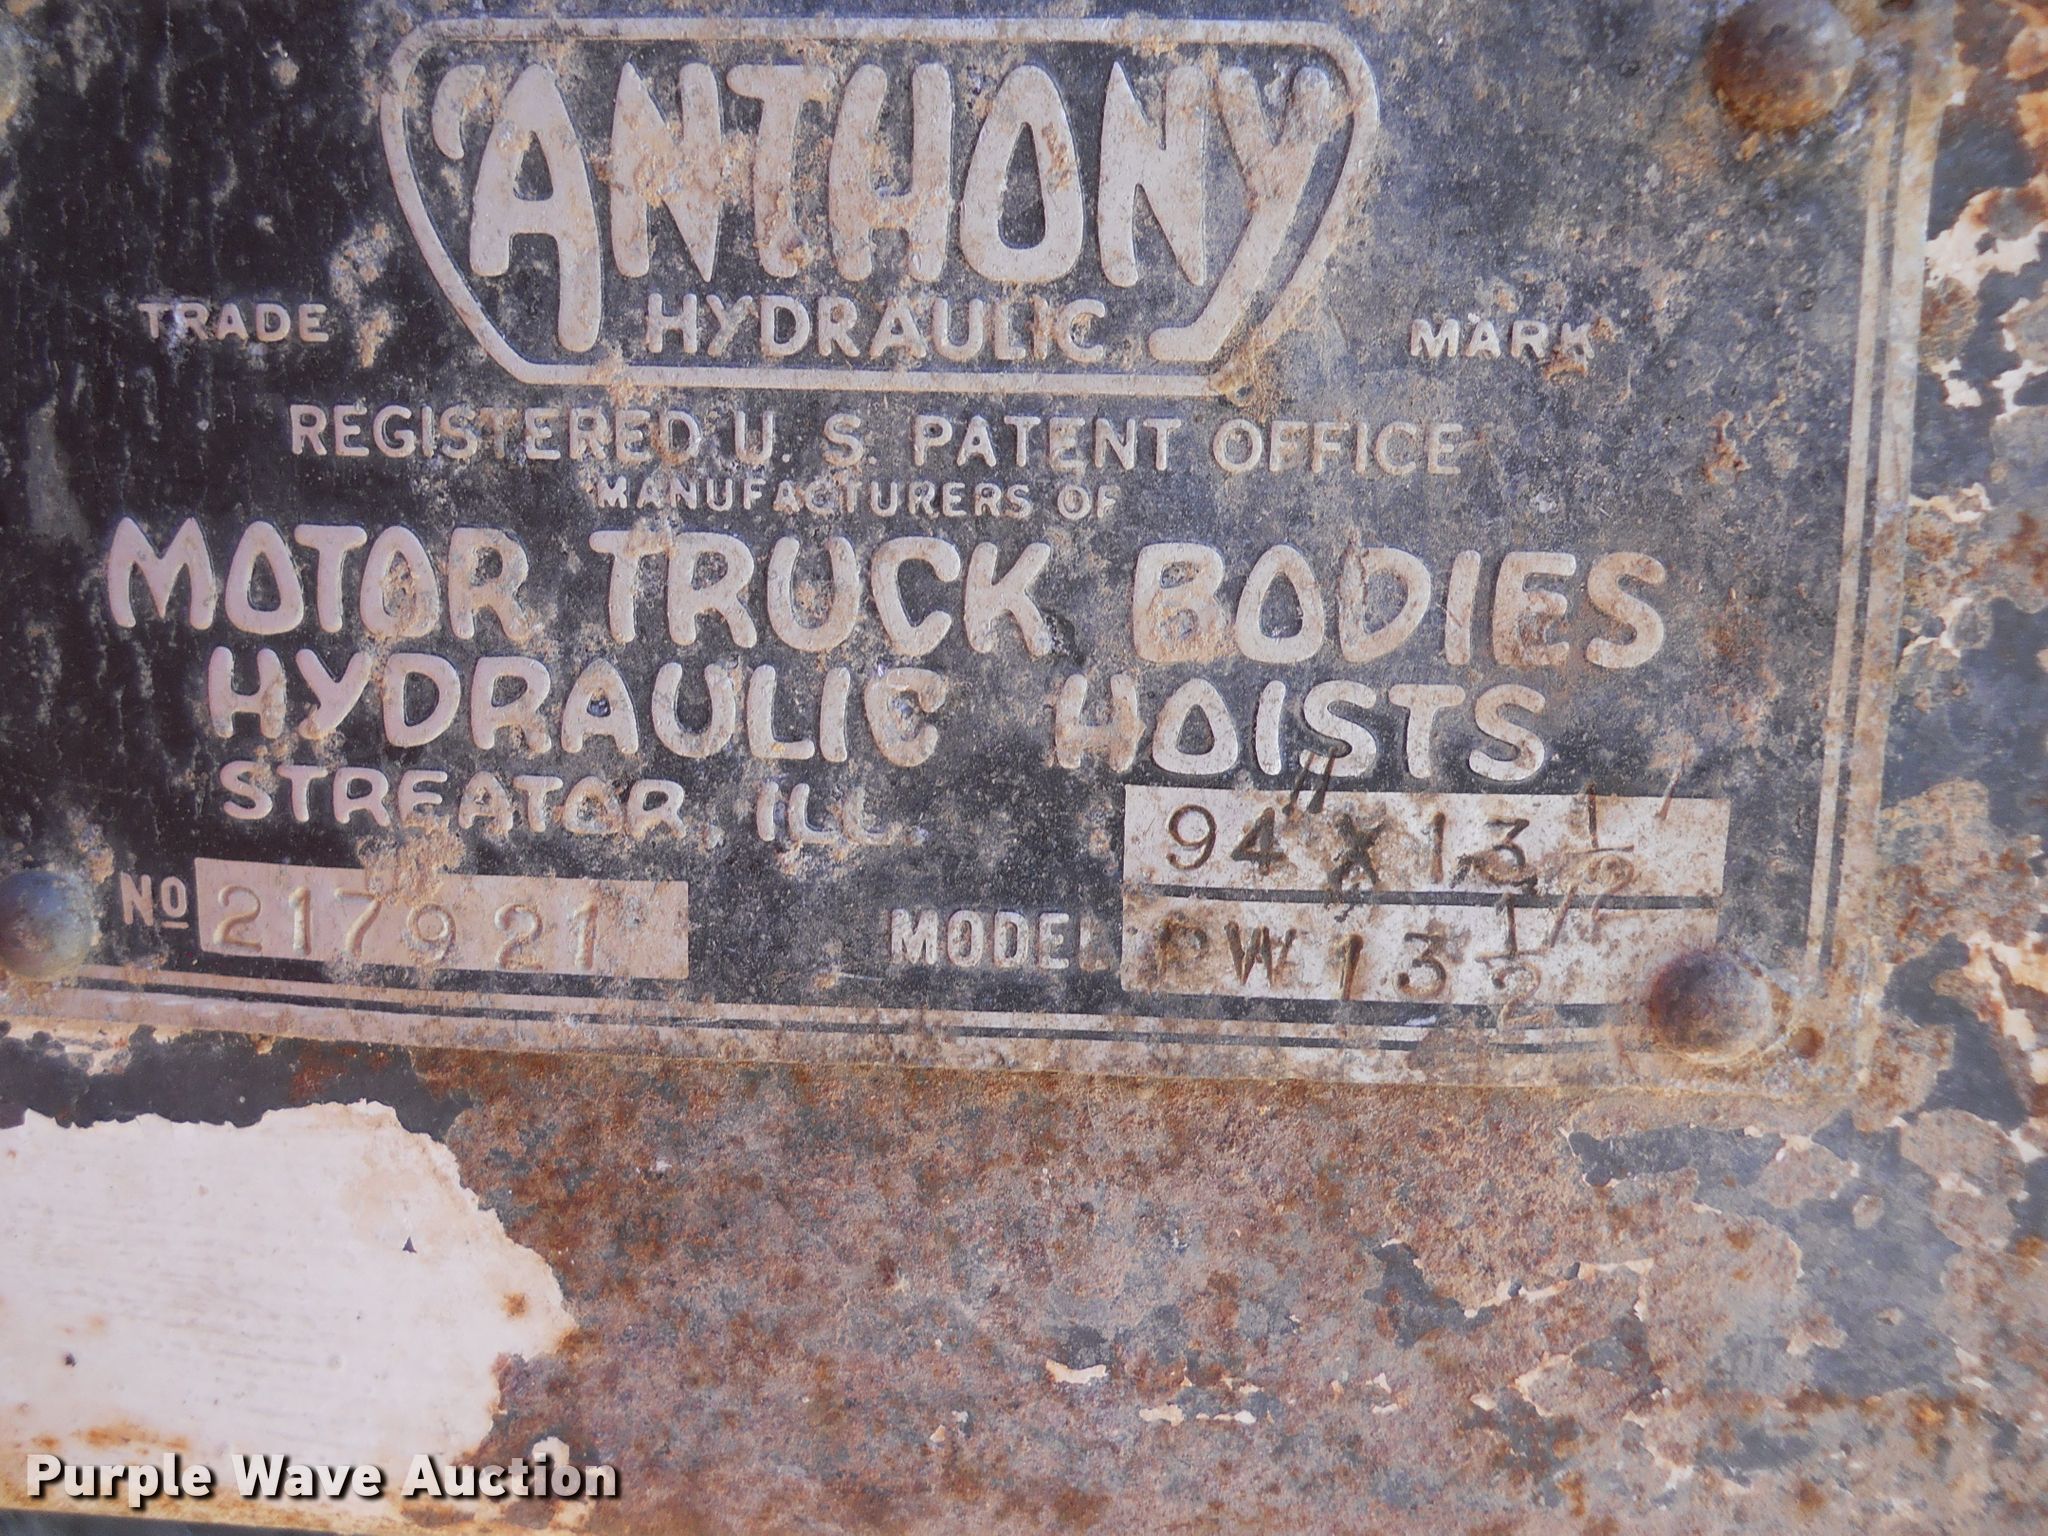 ANTHONY
HYDRAULIC
TRADE MARK
REGISTERED U. S. PATENT OFFICE
MANUFACTURERS OF
MOTOR TRUCK BODIES
HYDRAULIC HOISTS
STREATOR, ILL.
94" X 13 1/2'
No 217921 MODEL W 13 1/2
Purple Wave Auction